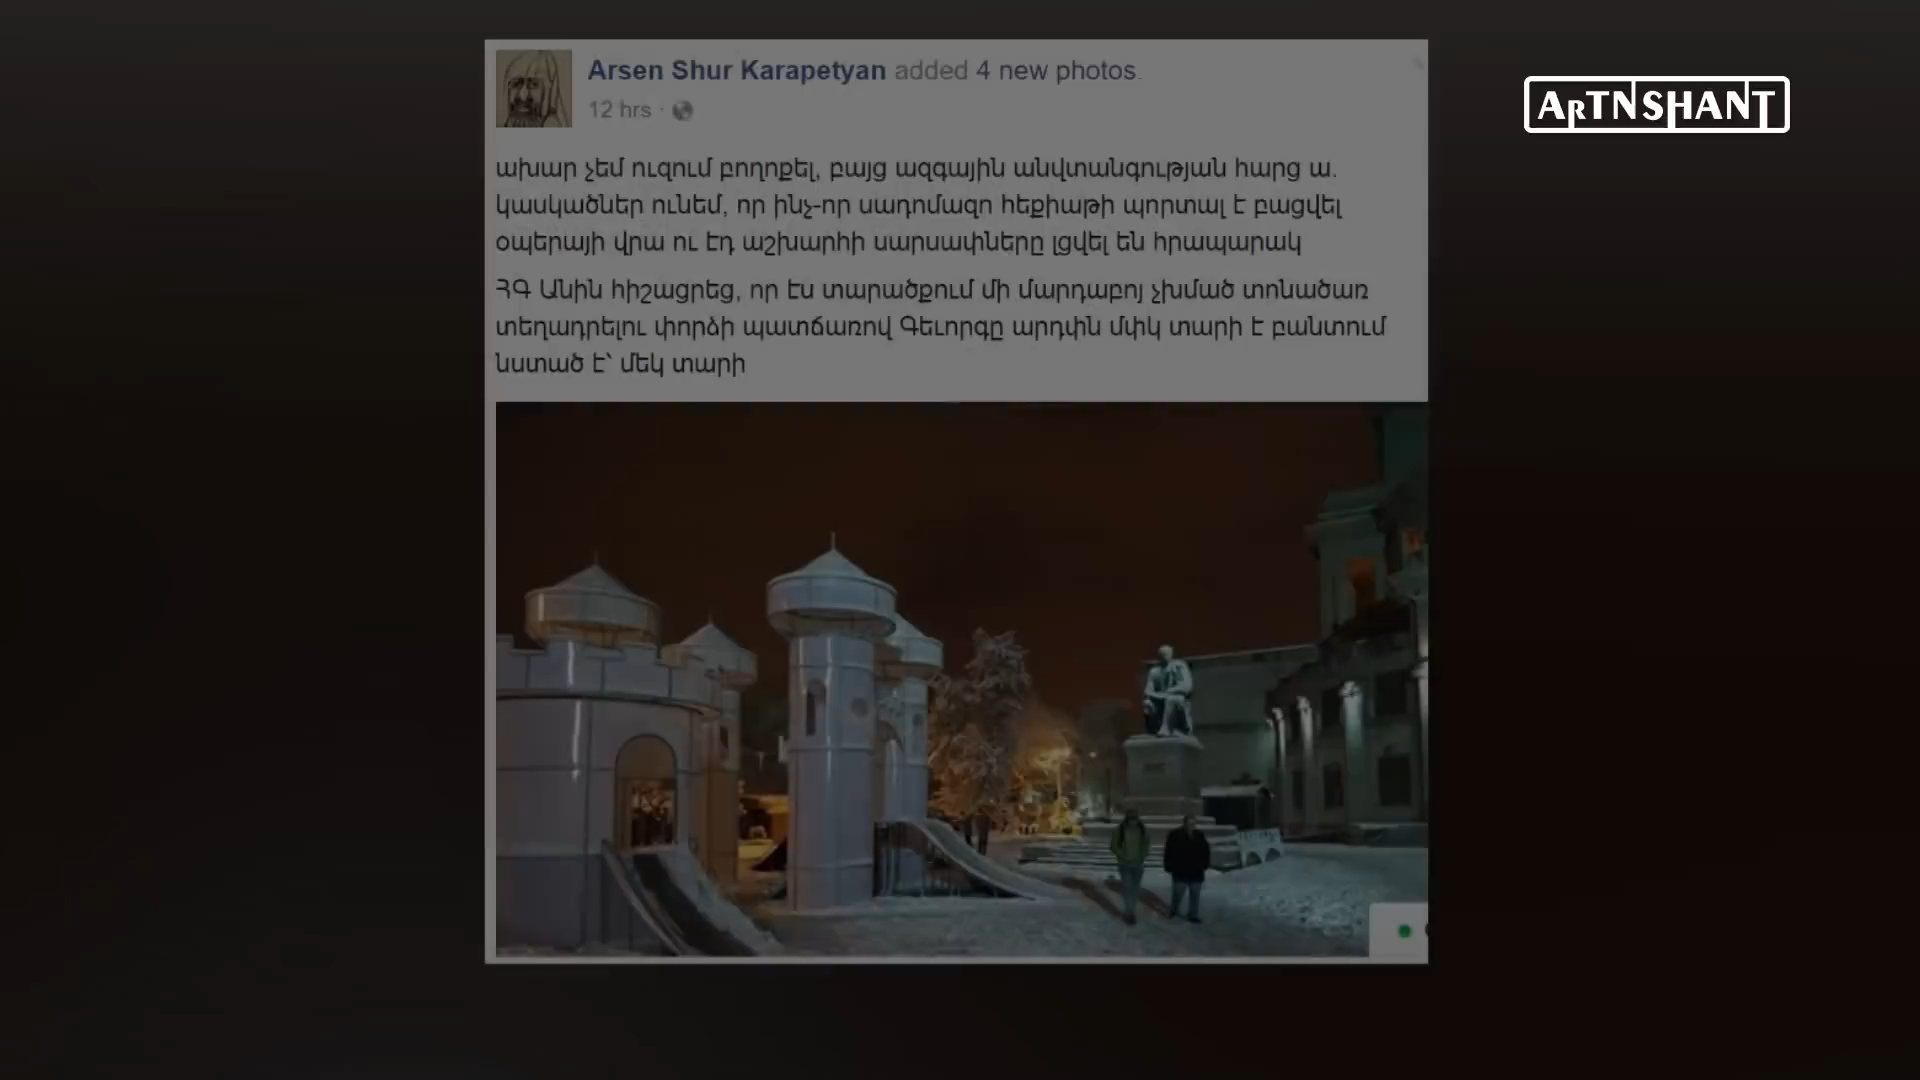 Arsen Shur Karapetyan added 4 new photos.
12 hrs ·
ախար չեմ ուզում բողոքել, բայց ազգային անվտանգության հարց ա.
կասկածներ ունեմ, որ ինչ-որ սադոմազո հեքիաթի պորտալ է բացվել
օպերայի վրա ու էդ աշխարհի սարսափները լցվել են հրապարակ
ՀԳ Անին հիշացրեց, որ էս տարածքում մի մարդաբոյ չխմած տոնածառ
տեղադրելու փորձի պատճառով Գեւորգը արդփն մփկ տարի է բանտում
նստած է՝ մեկ տարի
ARTNSHANT